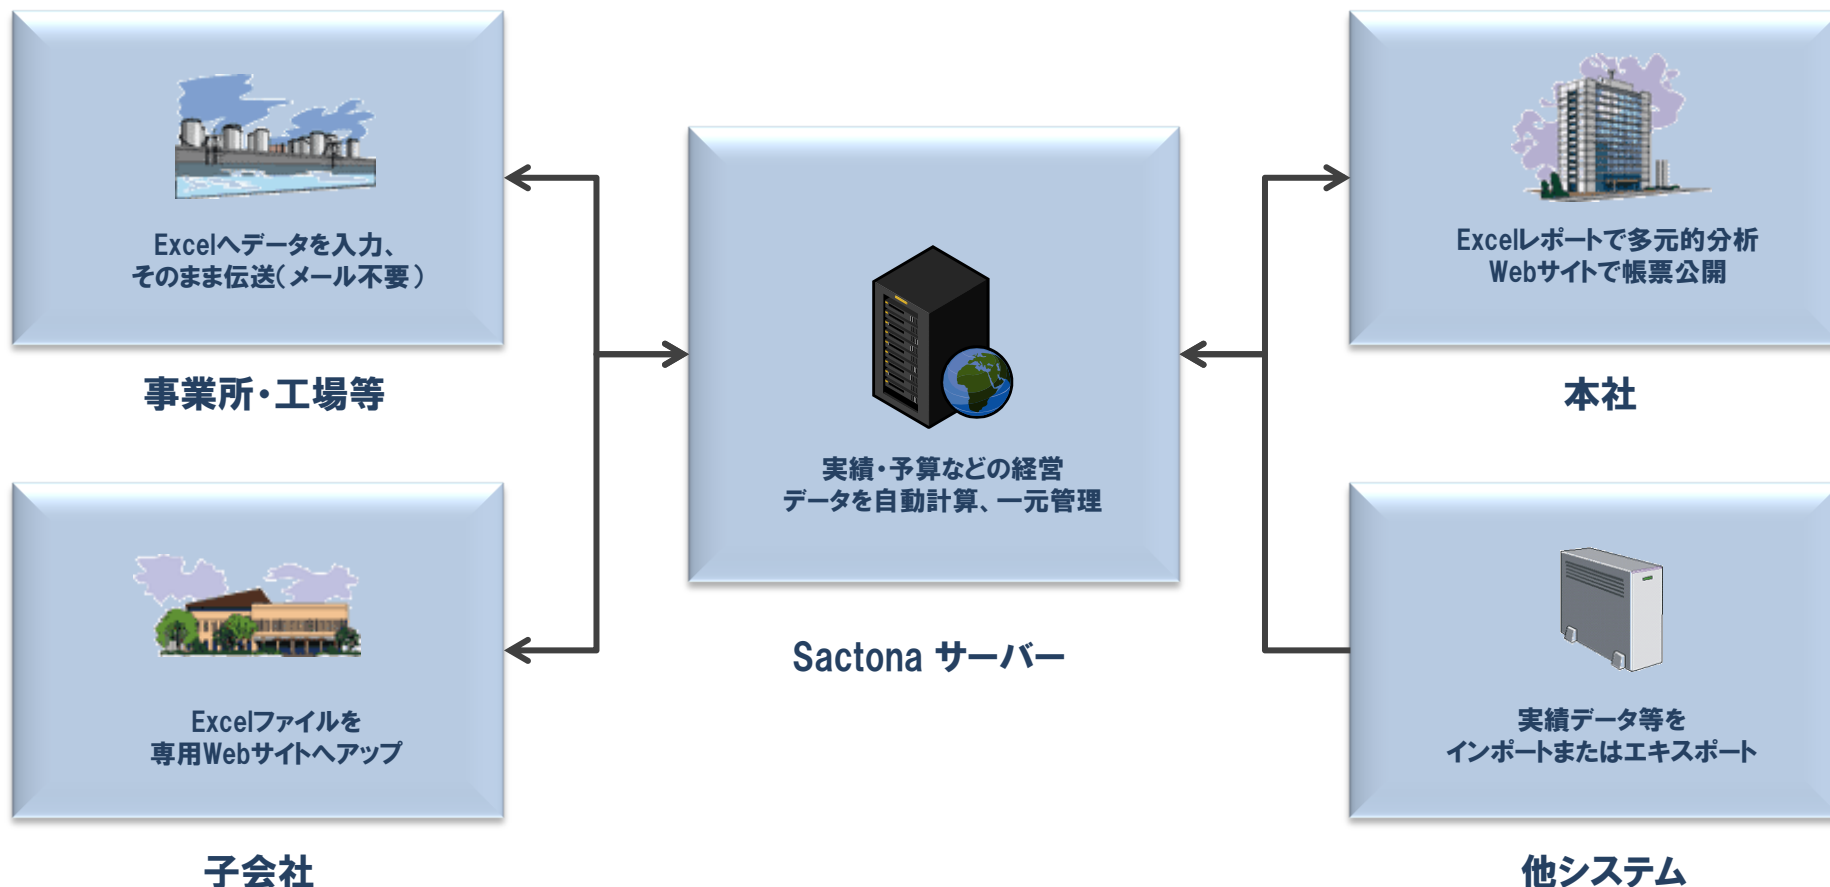 Excelへデータを入力、
そのまま伝送(メール不要)
事業所・工場等
Excelファイルを
専用Webサイトへアップ
子会社
実績・予算などの経営
データを自動計算、一元管理
Sactona サーバー
Excelレポートで多元的分析
Webサイトで帳票公開
本社
実績データ等を
インポートまたはエキスポート
他システム